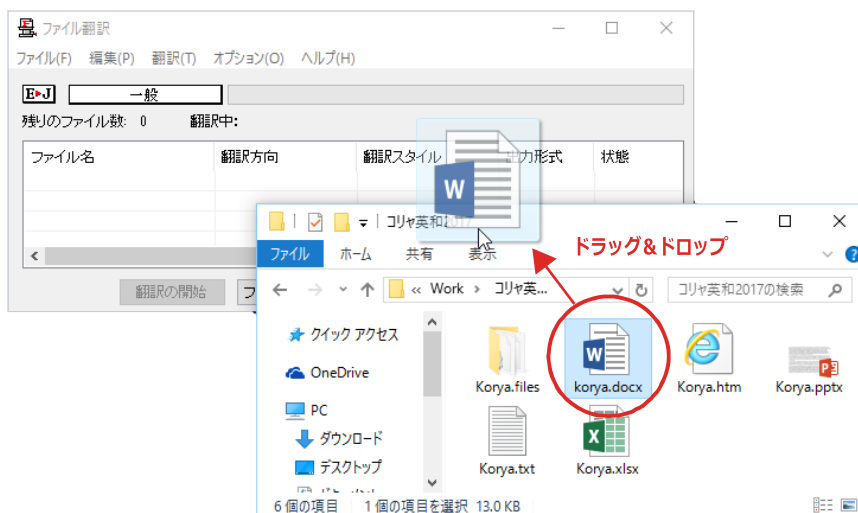 ファイル翻訳
ファイル(F) 編集(P) 翻訳(T) オプション(O) ヘルプ(H)
E▸J 一般
残りのファイル数: 0 翻訳中:
ファイル名 翻訳方向 翻訳スタイル 出力形式 状態
翻訳の開始
コリャ英和2017
ファイル ホーム 共有 表示
ドラッグ&ドロップ
« Work › コリャ英...
コリャ英和2017の検索
クイック アクセス
OneDrive
PC
ダウンロード
デスクトップ
Korya.files
korya.docx
Korya.htm
Korya.pptx
Korya.txt
Korya.xlsx
6 個の項目 1 個の項目を選択 13.0 KB